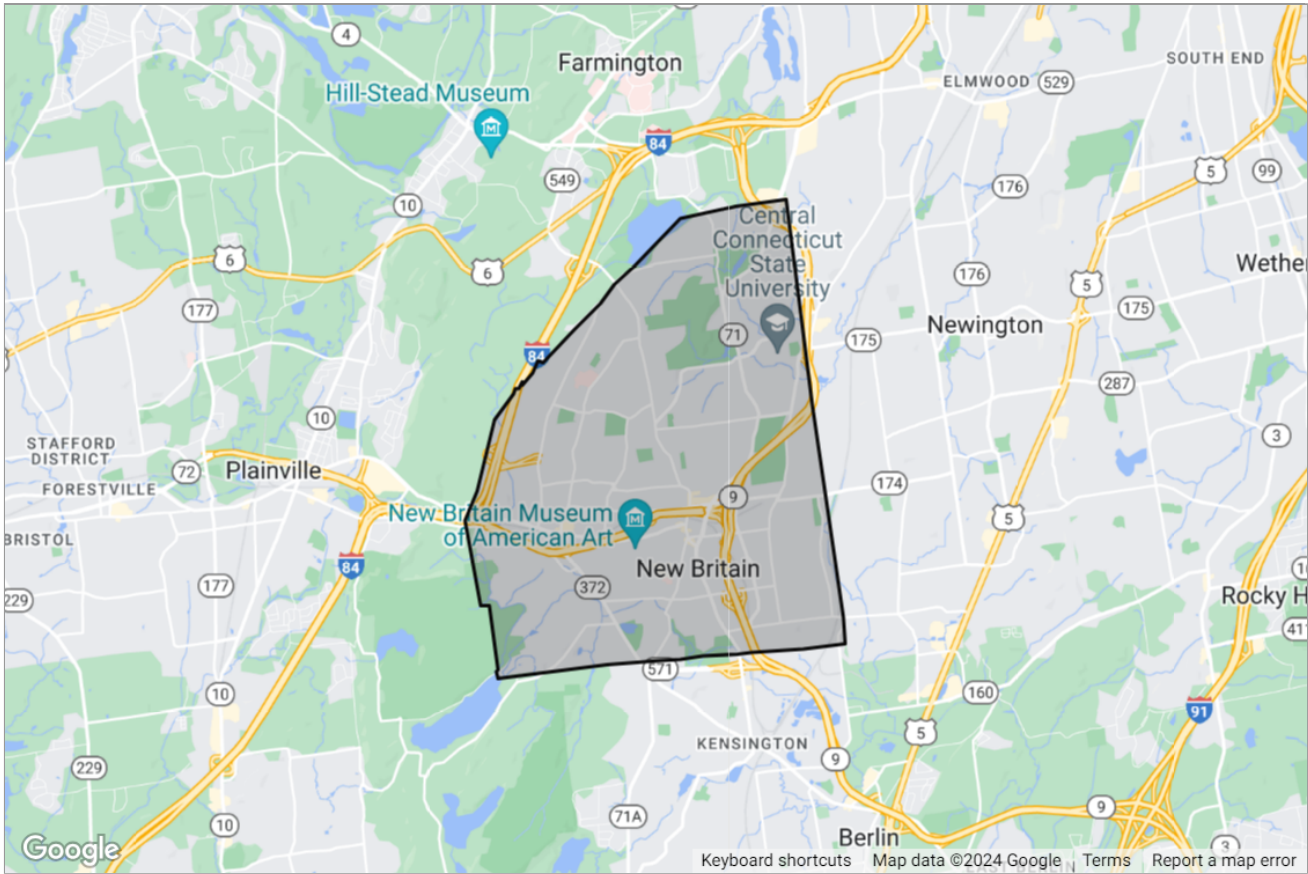 4
Farmington
SOUTH END
ELMWOOD
529
Hill-Stead Museum
84
5
99
549
176
10
Central
Connecticut
State
University
6
6
176
Wether
5
177
71
175
Newington
175
84
287
10
3
STAFFORD
DISTRICT
72
Plainville
FORESTVILLE
174
9
New Britain Museum
of American Art
5
BRISTOL
84
New Britain
177
372
229
10
Rocky H
411
571
10
160
91
5
KENSINGTON
229
9
9
10
71A
Berlin
3
Google
Keyboard shortcuts
Map data ©2024 Google
Terms
Report a map error
EAST BERLIN